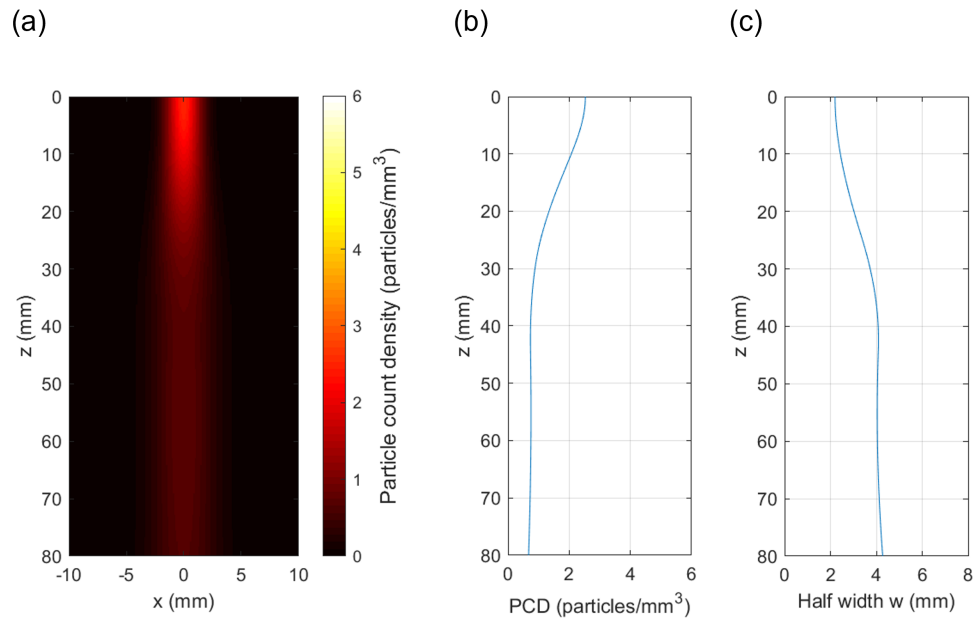 (a)
(b)
(c)
0
10
20
30
40
50
60
70
80
z (mm)
-10 -5 0 5 10
x (mm)
6
5
4
3
2
1
0
Particle count density (particles/mm³)
0
10
20
30
40
50
60
70
80
z (mm)
0 2 4 6
PCD (particles/mm³)
0
10
20
30
40
50
60
70
80
z (mm)
0 2 4 6 8
Half width w (mm)